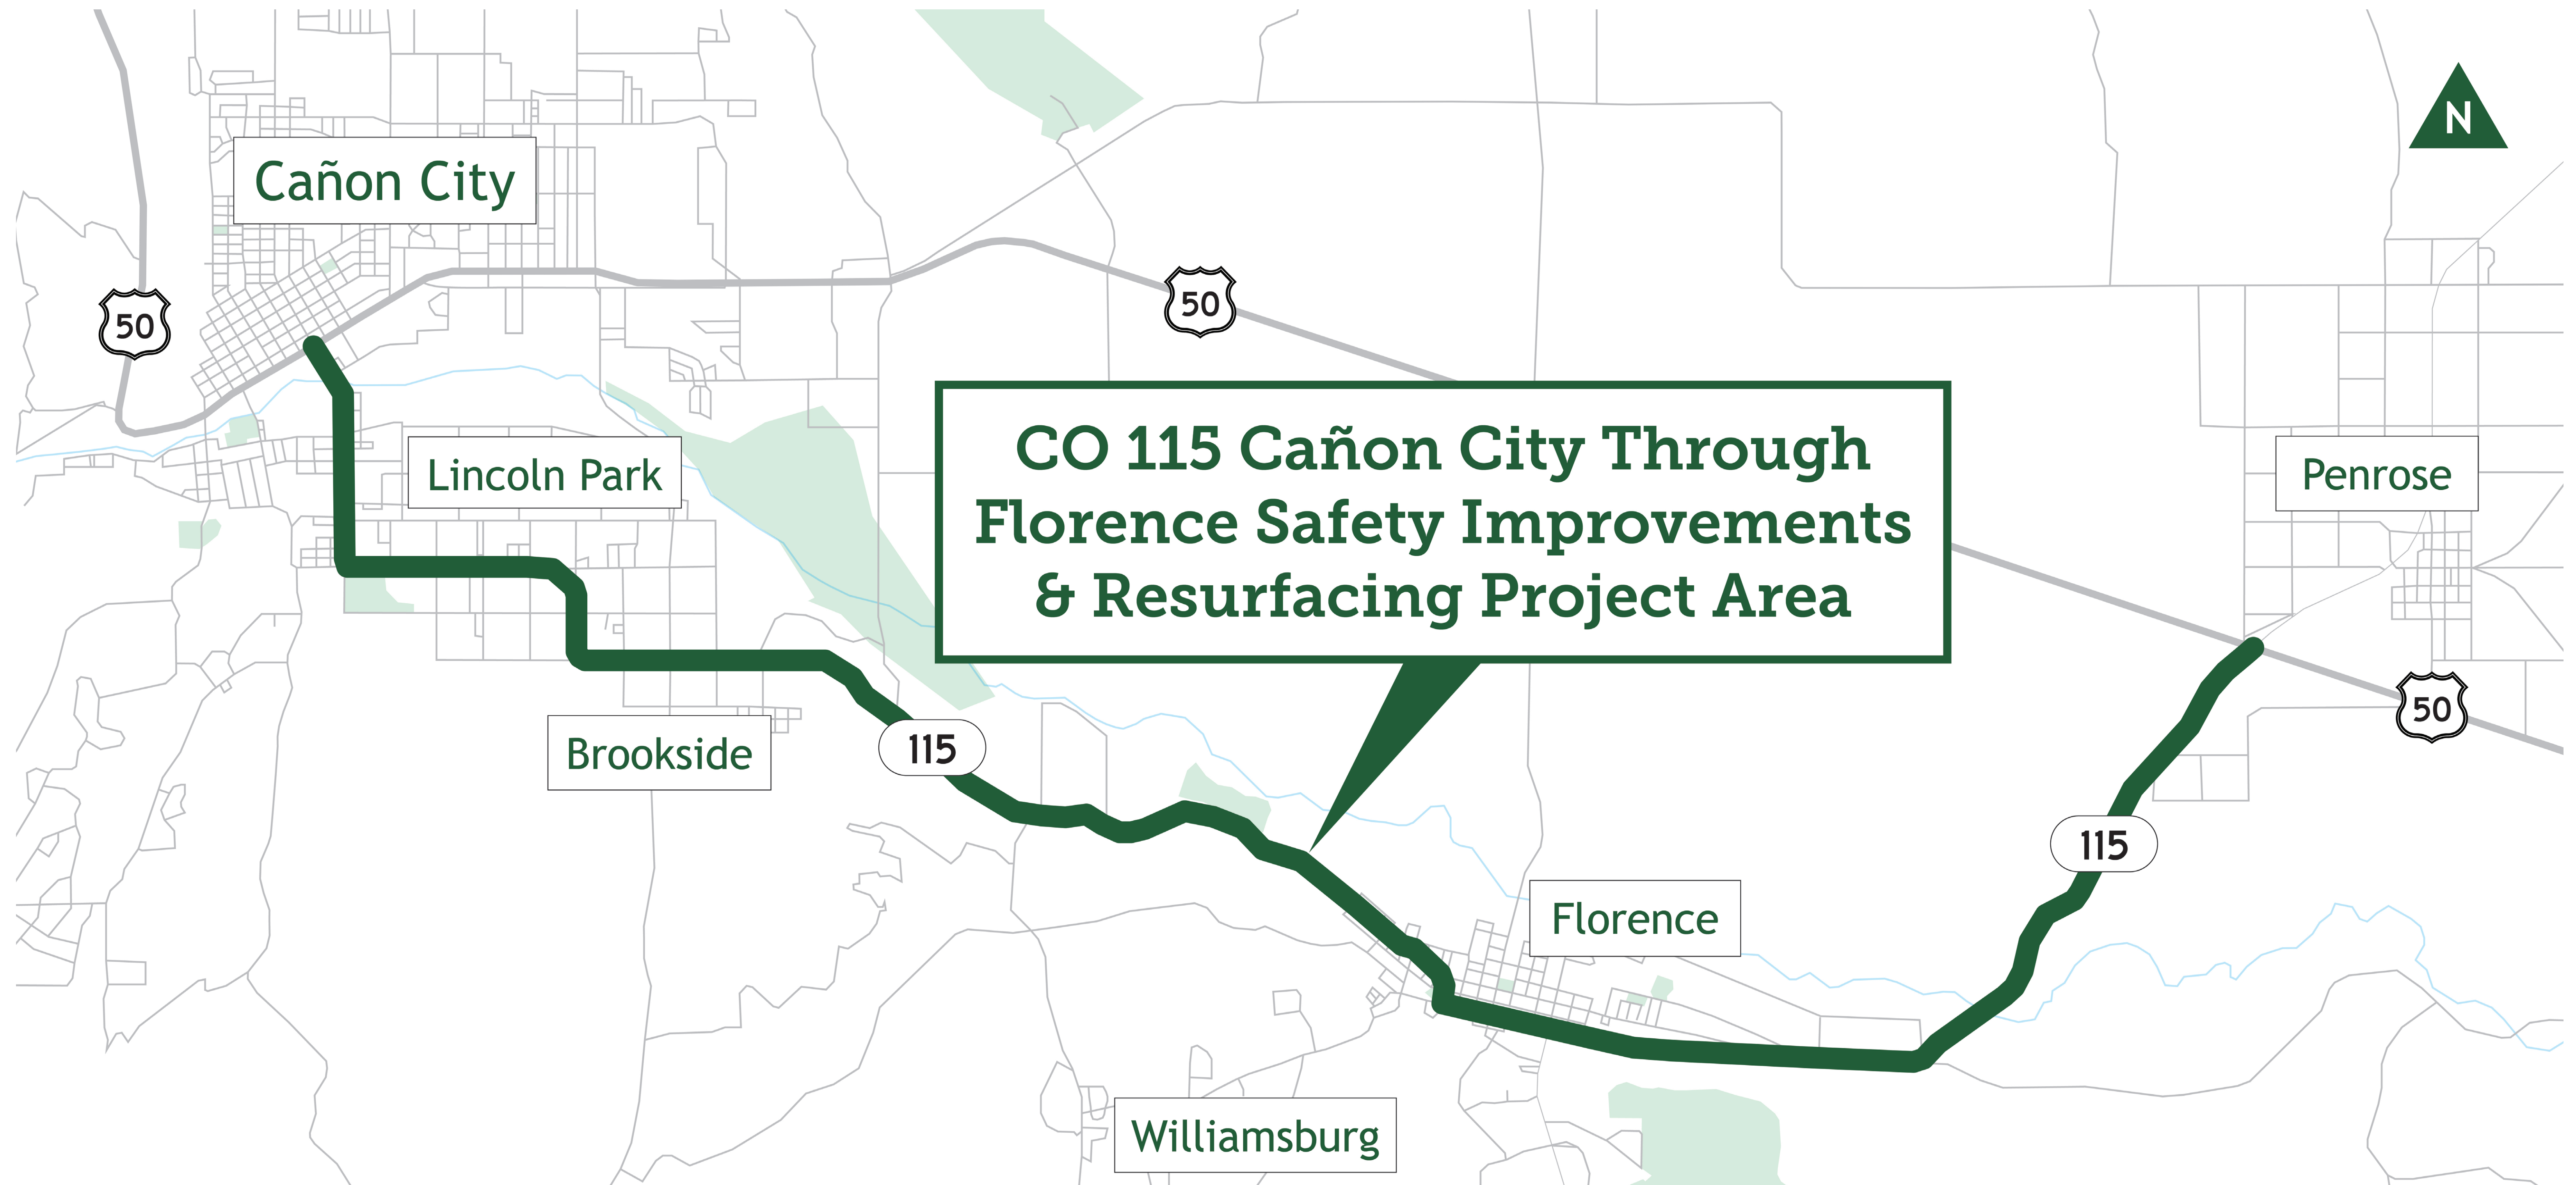 N
Cañon City
50
50
CO 115 Cañon City Through
Florence Safety Improvements
& Resurfacing Project Area
Lincoln Park
Penrose
50
Brookside
115
115
Florence
Williamsburg